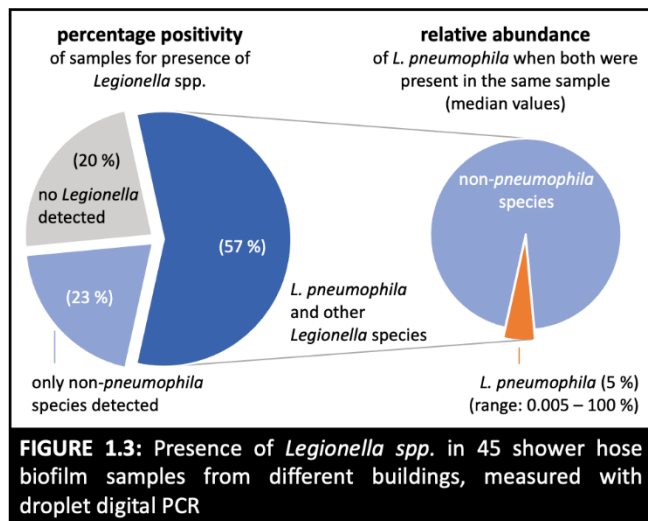 percentage positivity
of samples for presence of
Legionella spp.
relative abundance
of L. pneumophila when both were
present in the same sample
(median values)
(20 %)
no Legionella
detected
(57 %)
(23 %)
L. pneumophila
and other
Legionella species
only non-pneumophila
species detected
non-pneumophila
species
L. pneumophila (5 %)
(range: 0.005 – 100 %)
FIGURE 1.3: Presence of Legionella spp. in 45 shower hose
biofilm samples from different buildings, measured with
droplet digital PCR